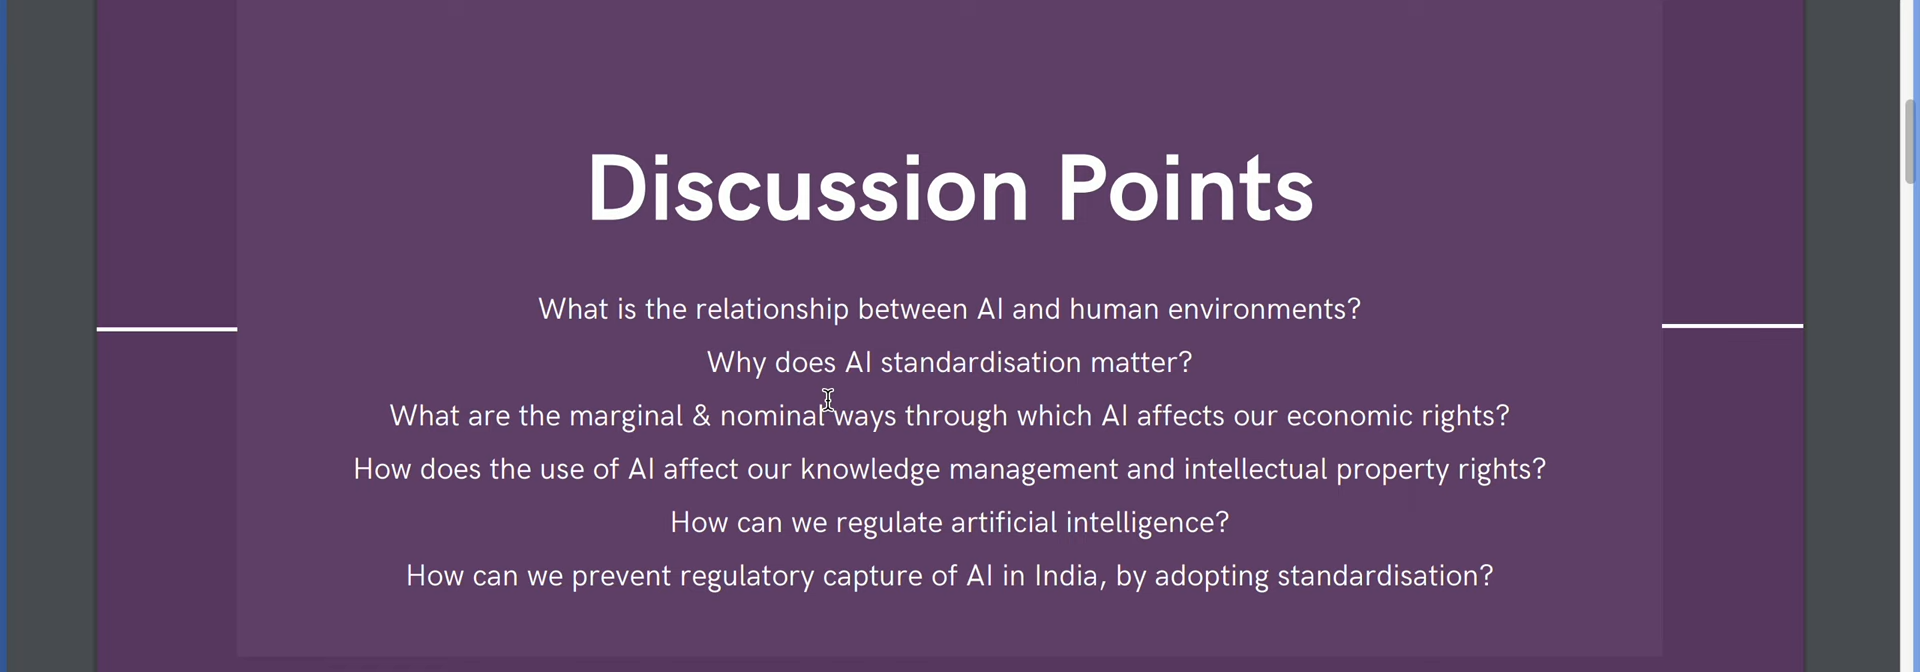 Discussion Points
What is the relationship between AI and human environments?
Why does AI standardisation matter?
What are the marginal & nominal ways through which AI affects our economic rights?
How does the use of AI affect our knowledge management and intellectual property rights?
How can we regulate artificial intelligence?
How can we prevent regulatory capture of AI in India, by adopting standardisation?